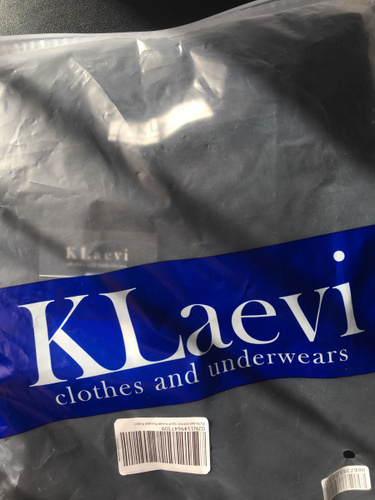 KLaevi
KLaevi
clothes and underwears